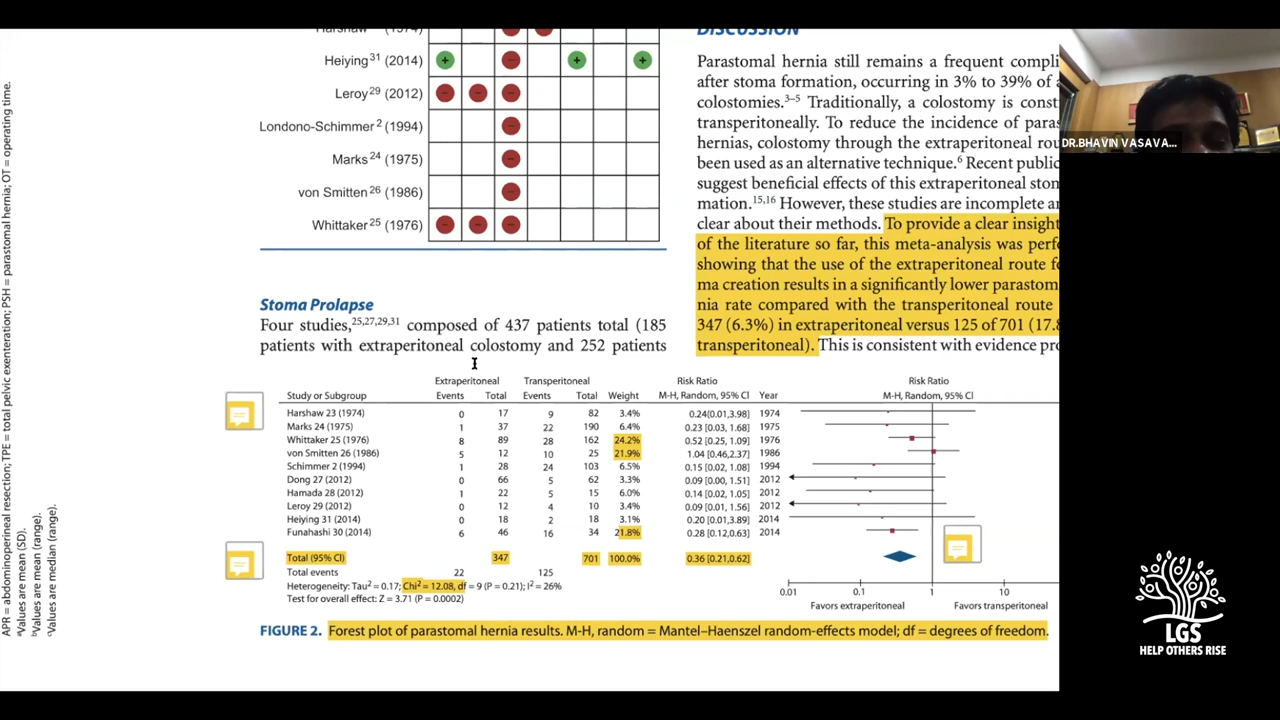 APR = abdominoperineal resection; TPE = total pelvic exenteration; PSH = parastomal hernia; OT = operating time.
ᵃValues are mean (SD).
ᵇValues are mean (range).
ᶜValues are median (range).
Heiying³¹ (2014)
Leroy²⁹ (2012)
Londono-Schimmer² (1994)
Marks²⁴ (1975)
von Smitten²⁶ (1986)
Whittaker²⁵ (1976)
Stoma Prolapse
Four studies,²⁵,²⁷,²⁹,³¹ composed of 437 patients total (185
patients with extraperitoneal colostomy and 252 patients
DISCUSSION
Parastomal hernia still remains a frequent compli
after stoma formation, occurring in 3% to 39% of a
colostomies.³⁻⁵ Traditionally, a colostomy is const
transperitoneally. To reduce the incidence of paras
hernias, colostomy through the extraperitoneal rou
been used as an alternative technique.⁶ Recent public
suggest beneficial effects of this extraperitoneal ston
mation.¹⁵,¹⁶ However, these studies are incomplete an
clear about their methods. To provide a clear insight
of the literature so far, this meta-analysis was perfo
showing that the use of the extraperitoneal route fo
ma creation results in a significantly lower parastom
nia rate compared with the transperitoneal route
347 (6.3%) in extraperitoneal versus 125 of 701 (17.8
transperitoneal). This is consistent with evidence pro
Extraperitoneal Transperitoneal Risk Ratio Risk Ratio
Study or Subgroup Events Total Events Total Weight M-H, Random, 95% CI Year M-H, Random, 95% CI
Harshaw 23 (1974) 0 17 9 82 3.4% 0.24(0.01,3.98] 1974
Marks 24 (1975) 1 37 22 190 6.4% 0.23 [0.03, 1.68] 1975
Whittaker 25 (1976) 8 89 28 162 24.2% 0.52 [0.25, 1.09] 1976
von Smitten 26 (1986) 5 12 10 25 21.9% 1.04 [0.46,2.37] 1986
Schimmer 2 (1994) 1 28 24 103 6.5% 0.15 [0.02, 1.08] 1994
Dong 27 (2012) 0 66 5 62 3.3% 0.09 [0.00, 1.51] 2012
Hamada 28 (2012) 1 22 5 15 6.0% 0.14 [0.02, 1.05] 2012
Leroy 29 (2012) 0 12 4 10 3.4% 0.09 [0.01, 1.56] 2012
Heiying 31 (2014) 0 18 2 18 3.1% 0.20 [0.01,3.89] 2014
Funahashi 30 (2014) 6 46 16 34 21.8% 0.28 [0.12,0.63] 2014
Total (95% CI) 347 701 100.0% 0.36 [0.21,0.62]
Total events 22 125
Heterogeneity: Tau² = 0.17; Chi² = 12.08, df = 9 (P = 0.21); I² = 26%
Test for overall effect: Z = 3.71 (P = 0.0002)
0.01 0.1 1 10
Favors extraperitoneal Favors transperitoneal
FIGURE 2. Forest plot of parastomal hernia results. M-H, random = Mantel–Haenszel random-effects model; df = degrees of freedom.
DR.BHAVIN VASAVA...
LGS
HELP OTHERS RISE